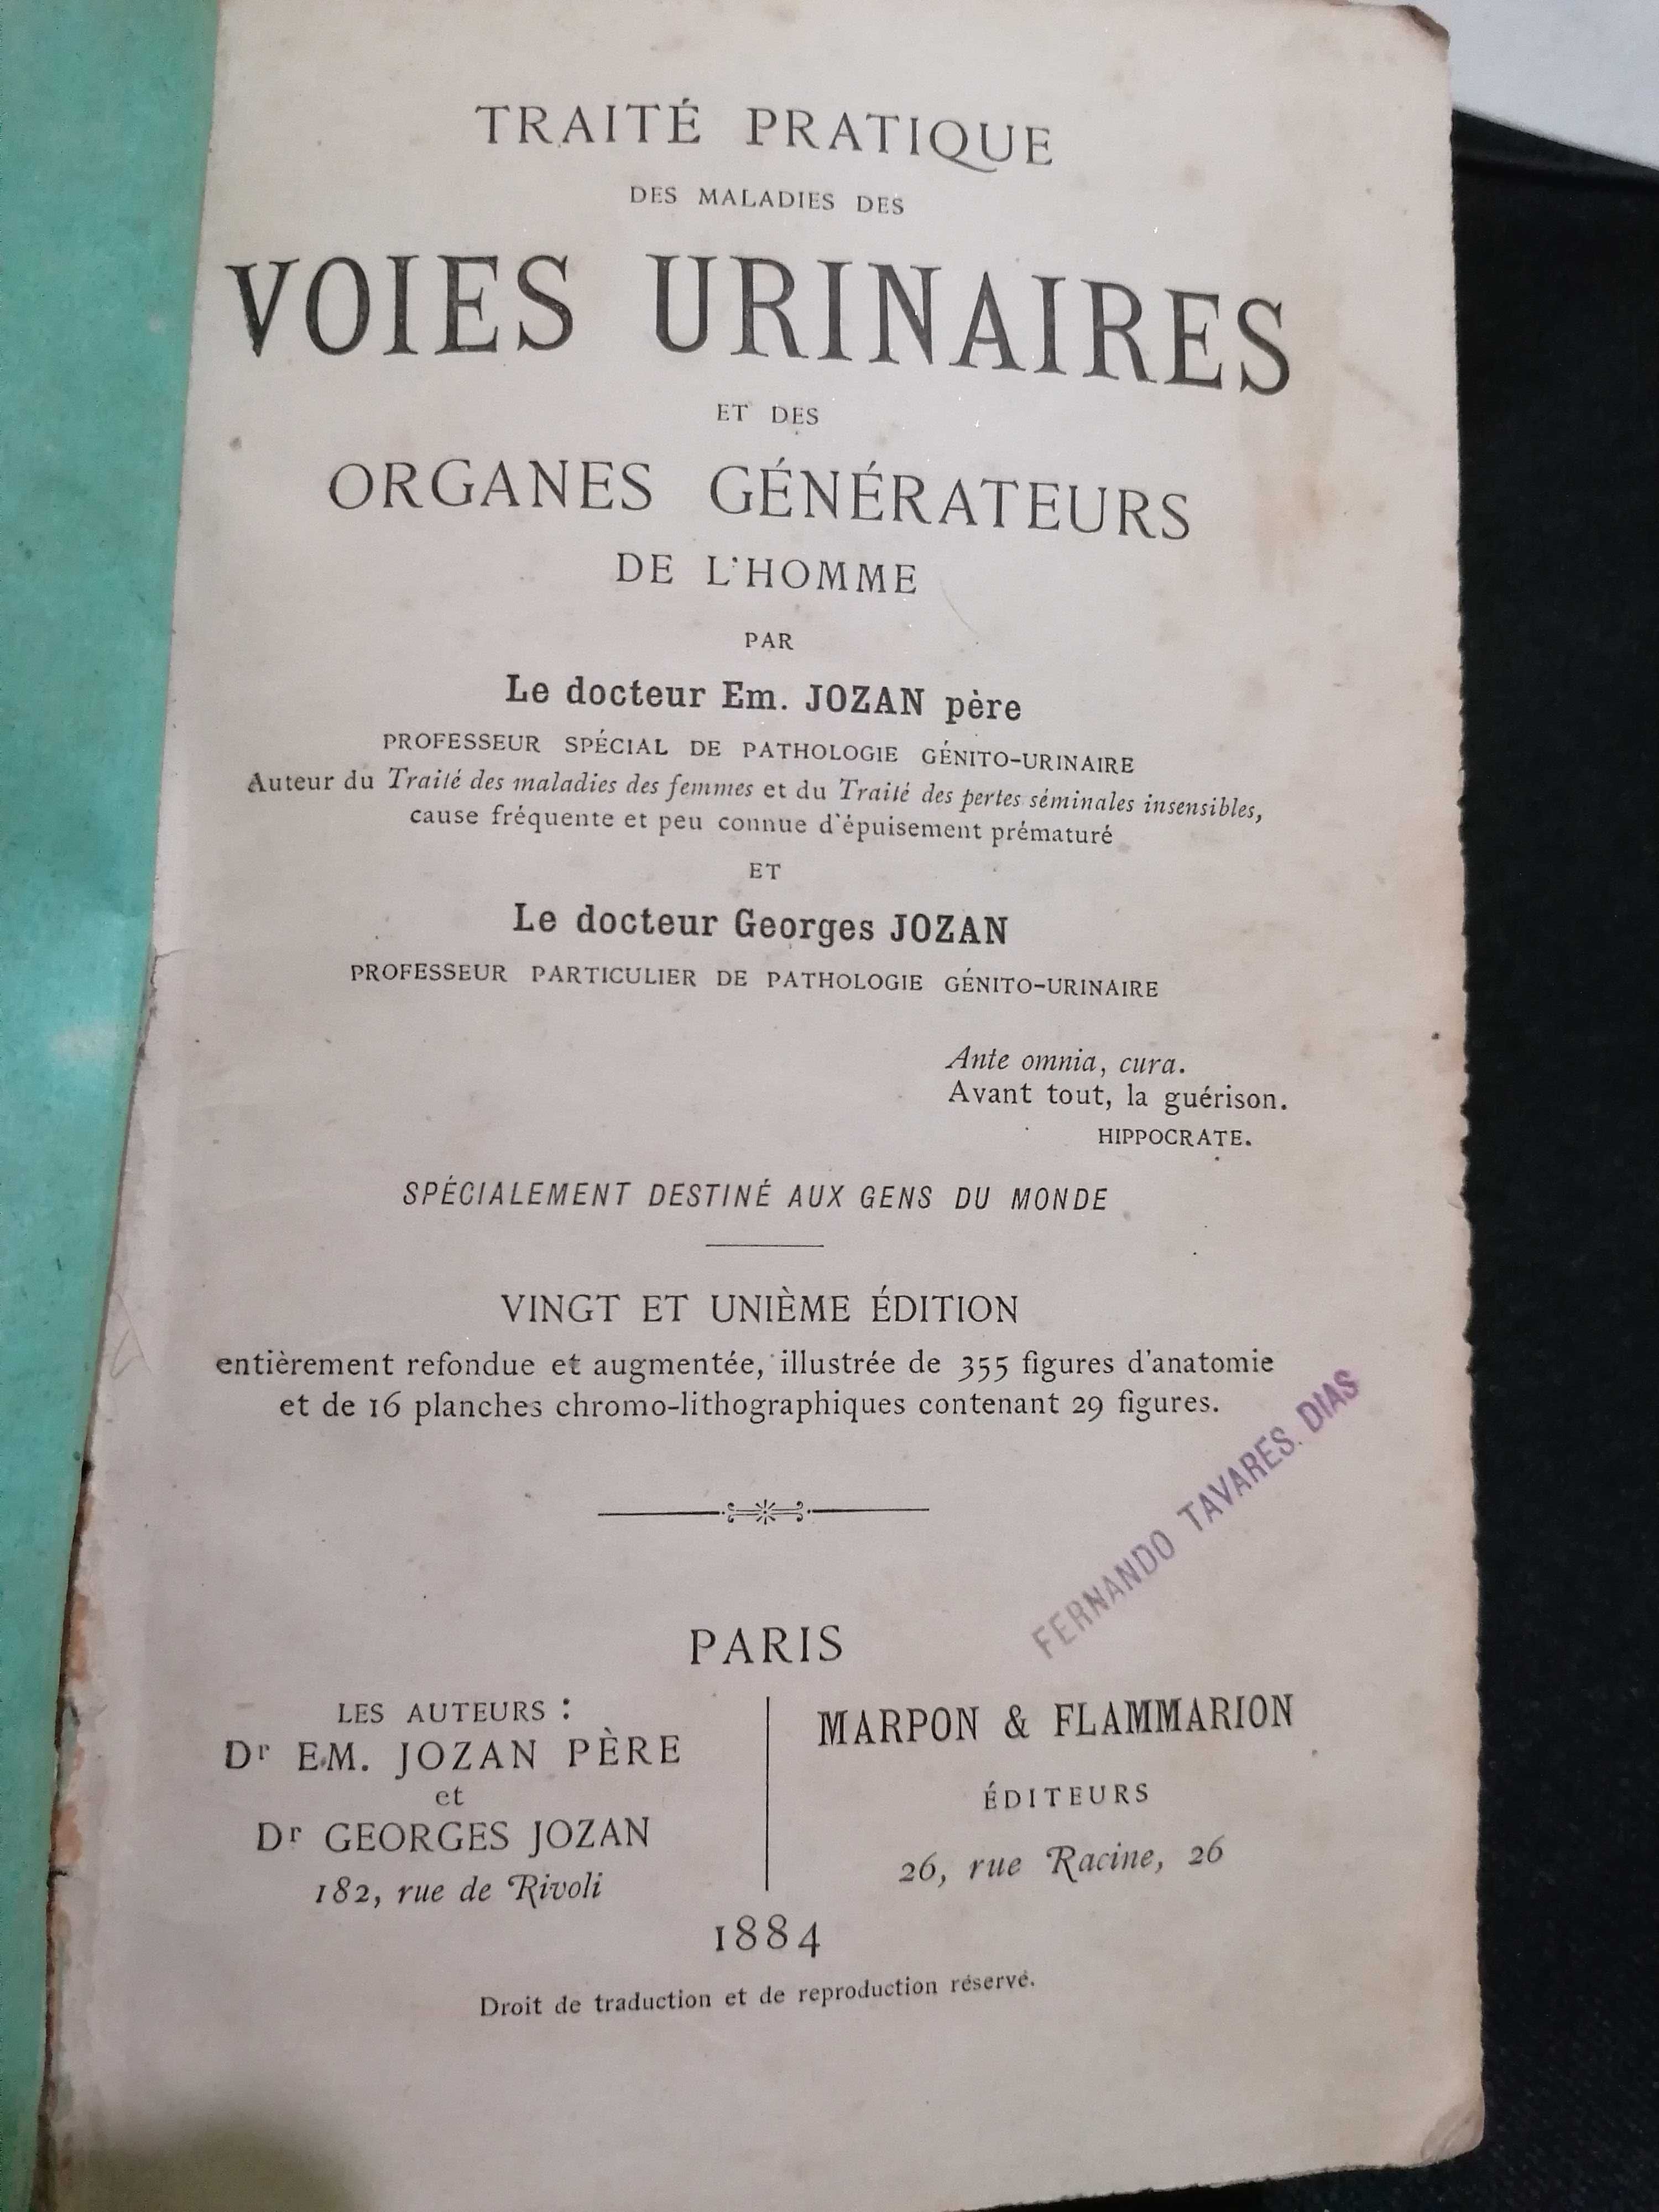 TRAITÉ PRATIQUE
DES MALADIES DES
VOIES URINAIRES
ET DES
ORGANES GÉNÉRATEURS
DE L'HOMME
PAR
Le docteur Em. JOZAN père
PROFESSEUR SPÉCIAL DE PATHOLOGIE GÉNITO-URINAIRE
Auteur du Traité des maladies des femmes et du Traité des pertes séminales insensibles,
cause fréquente et peu connue d'épuisement prématuré
ET
Le docteur Georges JOZAN
PROFESSEUR PARTICULIER DE PATHOLOGIE GÉNITO-URINAIRE
Ante omnia, cura.
Avant tout, la guérison.
HIPPOCRATE.
SPÉCIALEMENT DESTINÉ AUX GENS DU MONDE
VINGT ET UNIÈME ÉDITION
entièrement refondue et augmentée, illustrée de 355 figures d'anatomie
et de 16 planches chromo-lithographiques contenant 29 figures.
FERNANDO TAVARES DIAS
PARIS
LES AUTEURS :
Dr EM. JOZAN PÈRE
et
Dr GEORGES JOZAN
182, rue de Rivoli
MARPON & FLAMMARION
ÉDITEURS
26, rue Racine, 26
1884
Droit de traduction et de reproduction réservé.